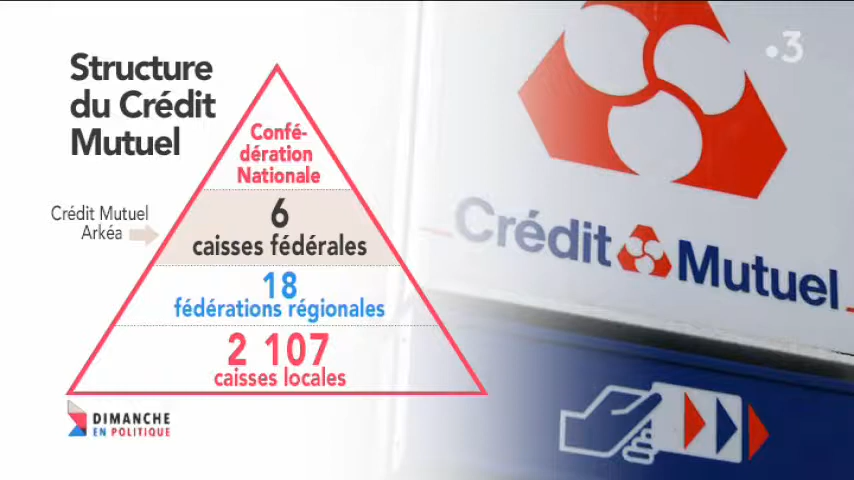 Structure
du Crédit
Mutuel
Confé-
dération
Nationale
Crédit Mutuel
Arkéa
6
caisses fédérales
18
fédérations régionales
2 107
caisses locales
DIMANCHE
EN POLITIQUE
3
Crédit Mutuel